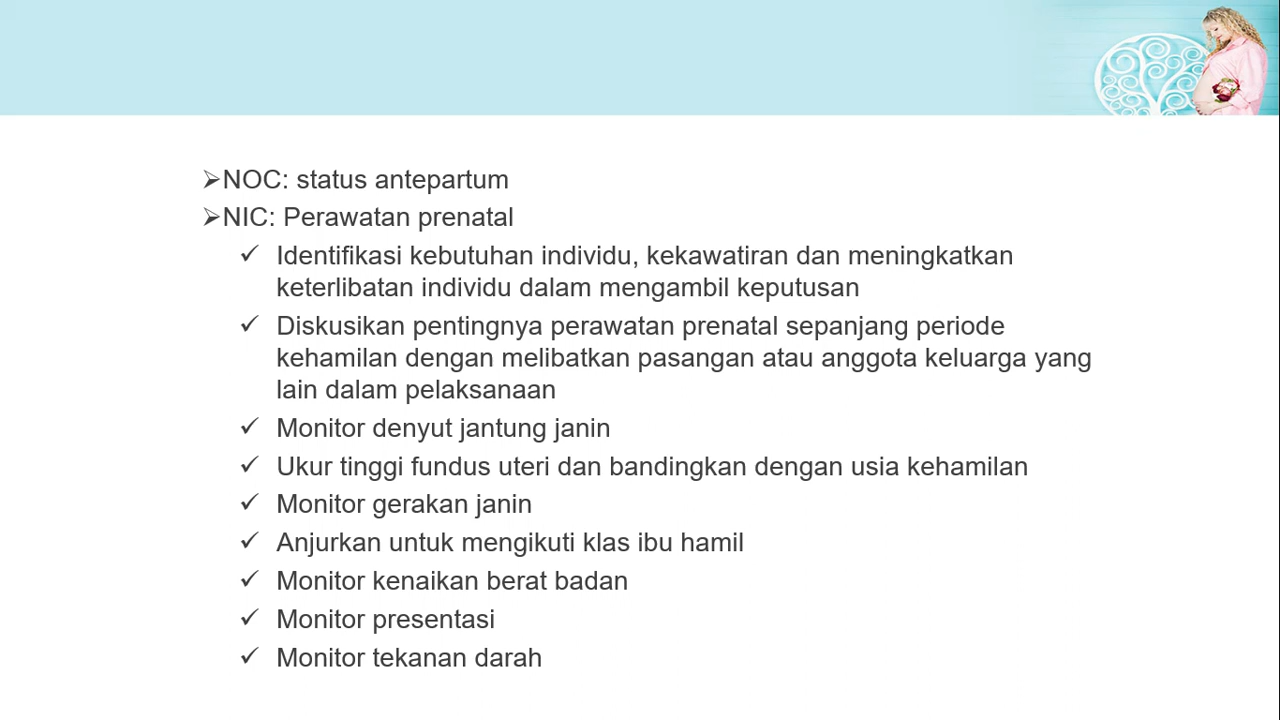 ➢NOC: status antepartum
➢NIC: Perawatan prenatal
✓ Identifikasi kebutuhan individu, kekawatiran dan meningkatkan
keterlibatan individu dalam mengambil keputusan
✓ Diskusikan pentingnya perawatan prenatal sepanjang periode
kehamilan dengan melibatkan pasangan atau anggota keluarga yang
lain dalam pelaksanaan
✓ Monitor denyut jantung janin
✓ Ukur tinggi fundus uteri dan bandingkan dengan usia kehamilan
✓ Monitor gerakan janin
✓ Anjurkan untuk mengikuti klas ibu hamil
✓ Monitor kenaikan berat badan
✓ Monitor presentasi
✓ Monitor tekanan darah